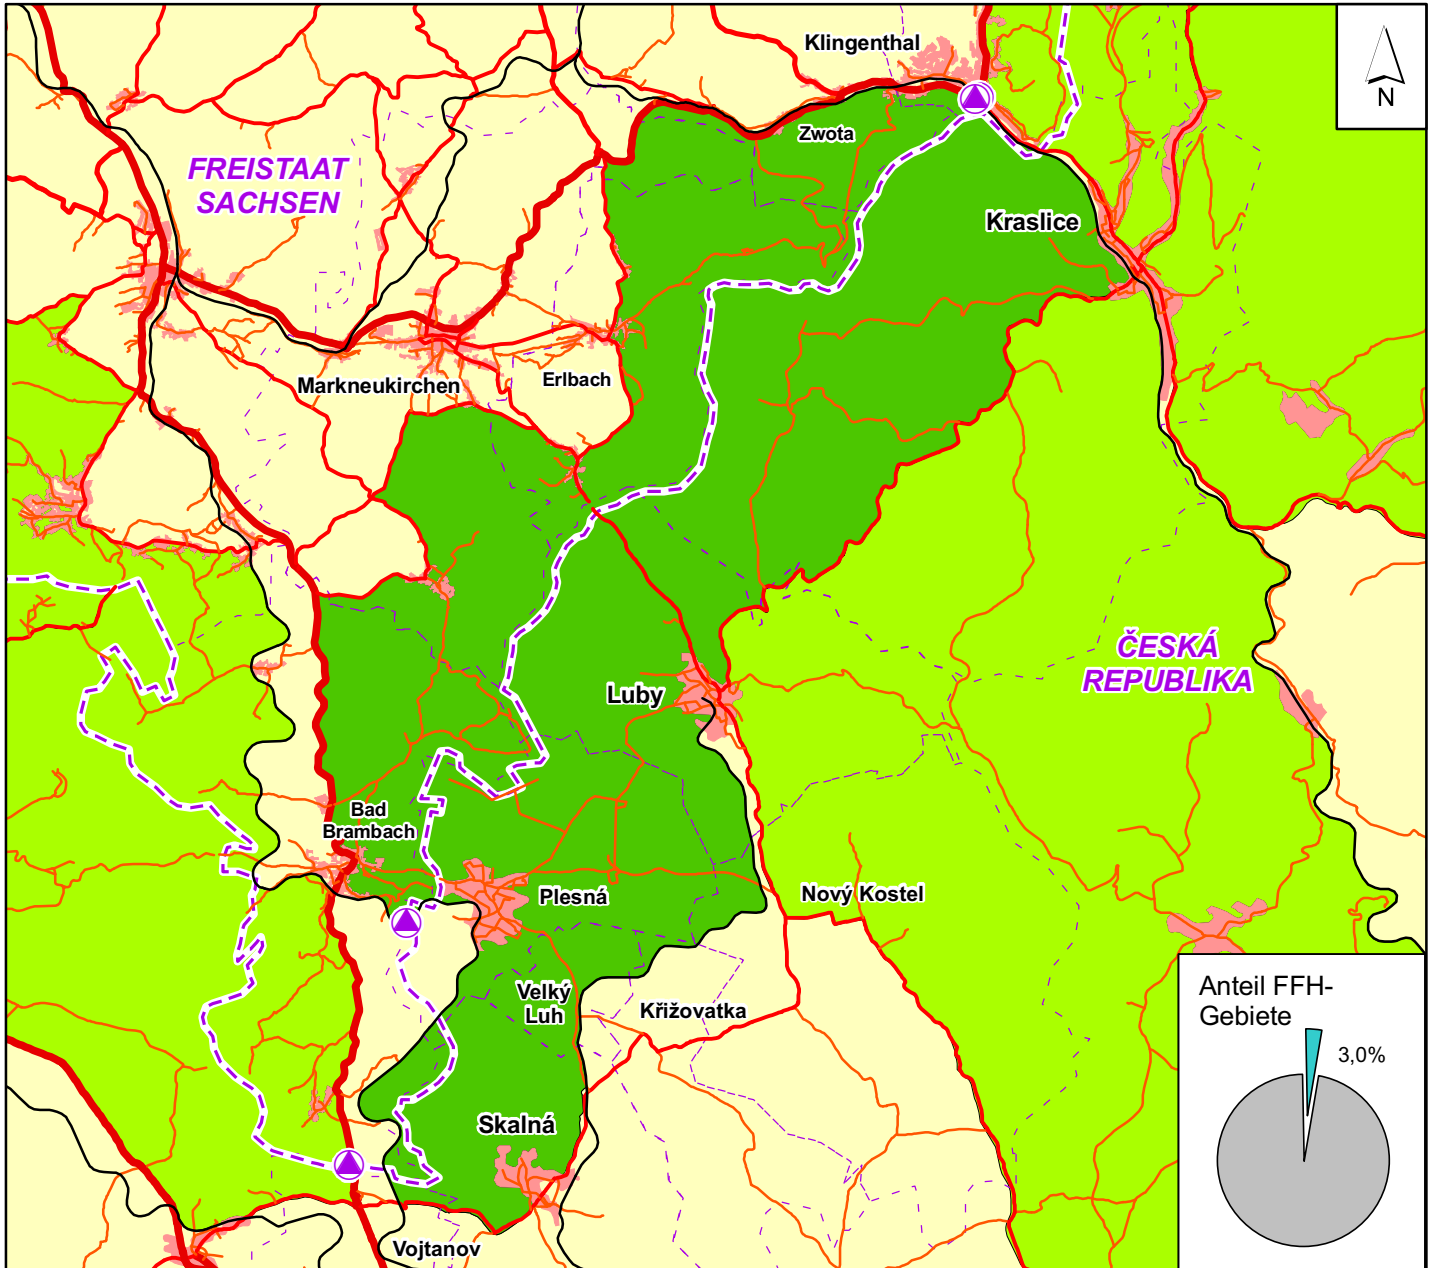 Klingenthal
N
Zwota
FREISTAAT
SACHSEN
Kraslice
Markneukirchen
Erlbach
ČESKÁ
REPUBLIKA
Luby
Bad
Brambach
Plesná
Nový Kostel
Velký
Luh
Křižovatka
Skalná
Vojtanov
Anteil FFH-
Gebiete
3,0%